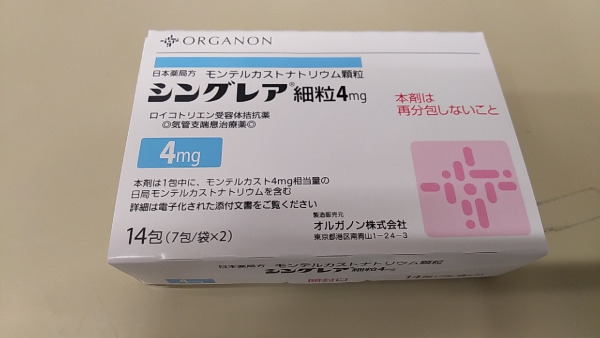 ORGANON
日本薬局方 モンテルカストナトリウム顆粒
シングレア®細粒4mg
ロイコトリエン受容体拮抗薬
◎気管支喘息治療薬◎
本剤は
再分包しないこと
4mg
本剤は1包中に、モンテルカスト4mg相当量の
日局モンテルカストナトリウムを含む
詳細は電子化された添付文書をご覧ください
製造販売元
オルガノン株式会社
東京都港区南青山1-24-3
14包(7包/袋×2)
日本薬局方 モンテルカストナトリウム顆粒
シングレア®細粒4mg
4mg
開封口